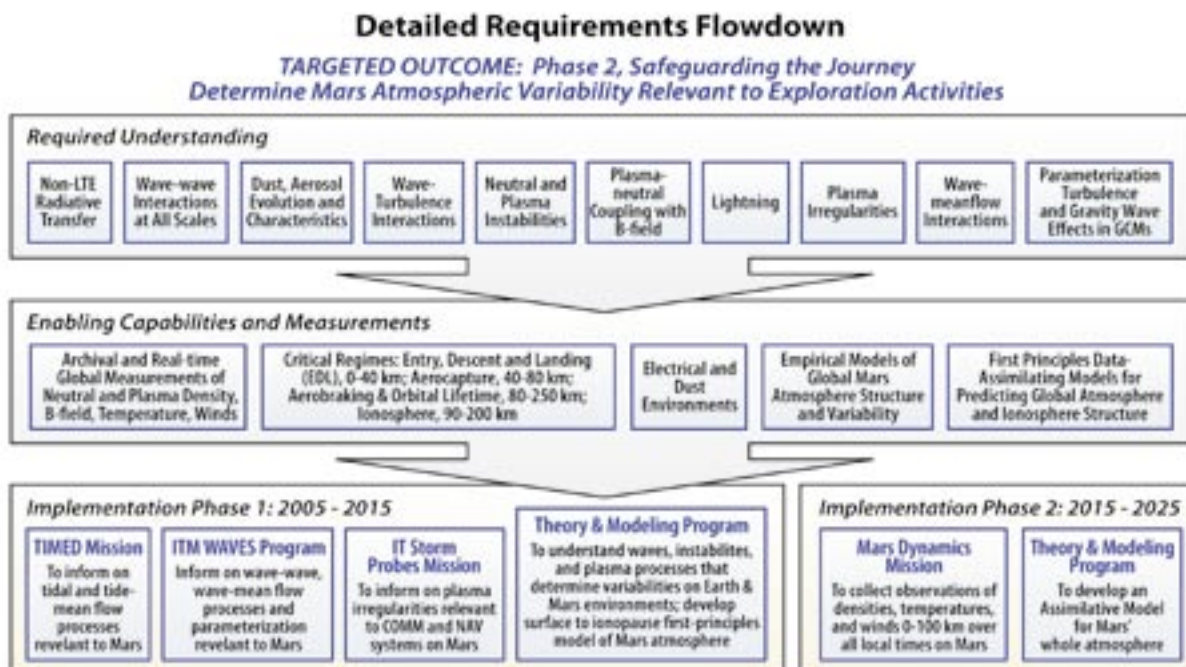 Detailed Requirements Flowdown
TARGETED OUTCOME: Phase 2, Safeguarding the Journey
Determine Mars Atmospheric Variability Relevant to Exploration Activities
Required Understanding
Non-LTE
Radiative
Transfer
Wave-wave
Interactions
at All Scales
Dust, Aerosol
Evolution and
Characteristics
Wave-
Turbulence
Interactions
Neutral and
Plasma
Instabilities
Plasma-
neutral
Coupling with
B-field
Lightning
Plasma
Irregularities
Wave-
meanflow
Interactions
Parameterization
Turbulence
and Gravity Wave
Effects in GCMs
Enabling Capabilities and Measurements
Archival and Real-time
Global Measurements of
Neutral and Plasma Density,
B-field, Temperature, Winds
Critical Regimes: Entry, Descent and Landing
(EDL), 0-40 km; Aerocapture, 40-80 km;
Aerobraking & Orbital Lifetime, 80-250 km;
Ionosphere, 90-200 km
Electrical and
Dust
Environments
Empirical Models of
Global Mars
Atmosphere Structure
and Variability
First Principles Data-
Assimilating Models for
Predicting Global Atmosphere
and Ionosphere Structure
Implementation Phase 1: 2005 - 2015
TIMED Mission
To inform on
tidal and tide-
mean flow
processes
revelant to Mars
ITM WAVES Program
Inform on wave-wave,
wave-mean flow
processes and
parameterization
revelant to Mars
IT Storm
Probes Mission
To inform on plasma
irregularities relevant
to COMM and NAV
systems on Mars
Theory & Modeling Program
To understand waves, instabilites,
and plasma processes that
determine variabilities on Earth &
Mars environments; develop
surface to ionopause first-principles
model of Mars atmosphere
Implementation Phase 2: 2015 - 2025
Mars Dynamics
Mission
To collect observations of
densities, temperatures,
and winds 0-100 km over
all local times on Mars
Theory & Modeling
Program
To develop an
Assimilative Model
for Mars'
whole atmosphere